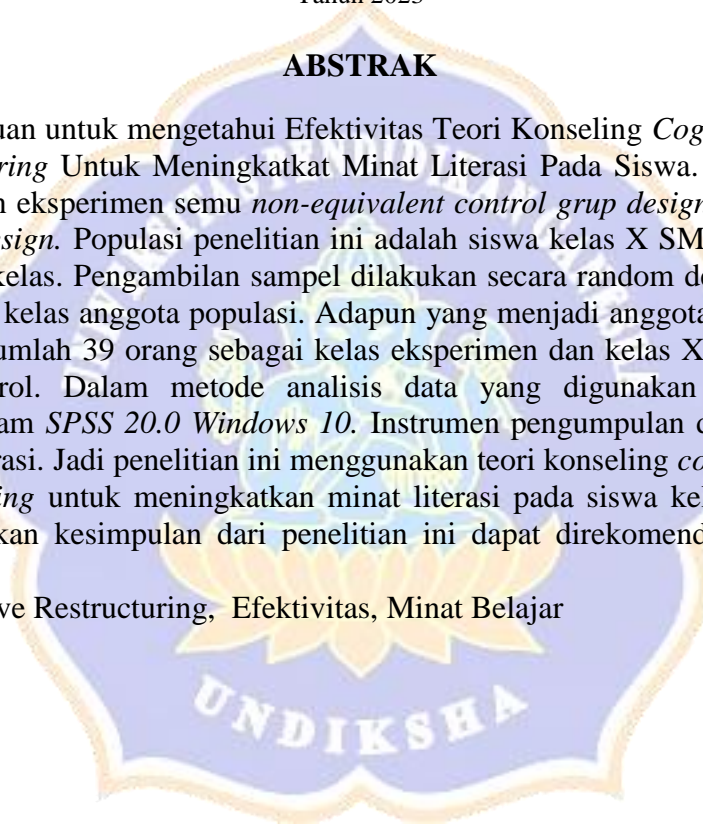 Tahun 2023
ABSTRAK
uan untuk mengetahui Efektivitas Teori Konseling Cog
ring Untuk Meningkatkat Minat Literasi Pada Siswa.
n eksperimen semu non-equivalent control grup design
sign. Populasi penelitian ini adalah siswa kelas X SM
kelas. Pengambilan sampel dilakukan secara random de
kelas anggota populasi. Adapun yang menjadi anggota
umlah 39 orang sebagai kelas eksperimen dan kelas X
rol. Dalam metode analisis data yang digunakan
am SPSS 20.0 Windows 10. Instrumen pengumpulan d
rasi. Jadi penelitian ini menggunakan teori konseling co
ing untuk meningkatkan minat literasi pada siswa kel
kan kesimpulan dari penelitian ini dapat direkomend
ve Restructuring, Efektivitas, Minat Belajar
UNDIKSHA